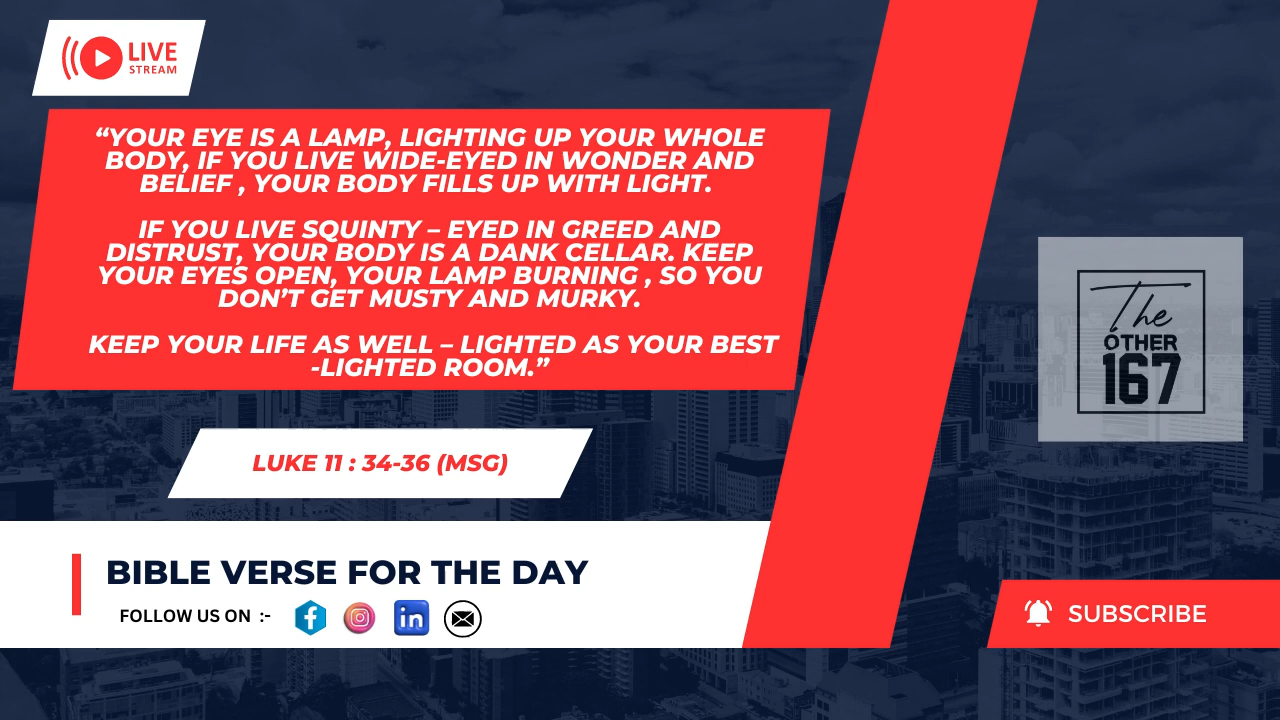 LIVE
STREAM
“YOUR EYE IS A LAMP, LIGHTING UP YOUR WHOLE
BODY, IF YOU LIVE WIDE-EYED IN WONDER AND
BELIEF , YOUR BODY FILLS UP WITH LIGHT.
IF YOU LIVE SQUINTY – EYED IN GREED AND
DISTRUST, YOUR BODY IS A DANK CELLAR. KEEP
YOUR EYES OPEN, YOUR LAMP BURNING , SO YOU
DON’T GET MUSTY AND MURKY.
KEEP YOUR LIFE AS WELL – LIGHTED AS YOUR BEST
-LIGHTED ROOM.”
LUKE 11 : 34-36 (MSG)
BIBLE VERSE FOR THE DAY
FOLLOW US ON :-
f
in
The
OTHER
167
SUBSCRIBE